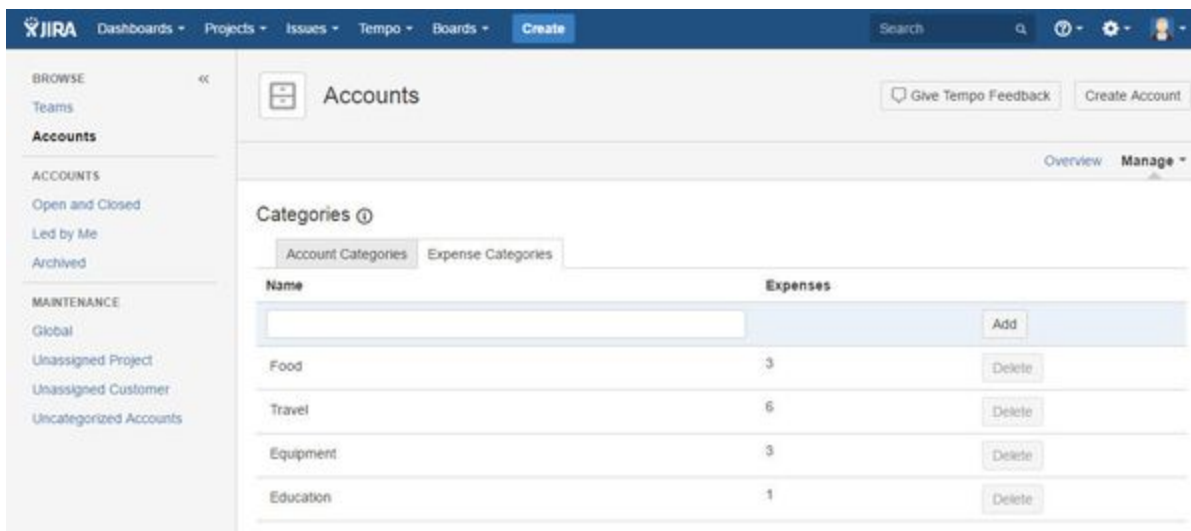 JIRA Dashboards Projects Issues Tempo Boards Create Search
BROWSE
Teams
Accounts
ACCOUNTS
Open and Closed
Led by Me
Archived
MAINTENANCE
Global
Unassigned Project
Unassigned Customer
Uncategorized Accounts
Accounts Give Tempo Feedback Create Account
Overview Manage
Categories
Account Categories Expense Categories
Name Expenses
Add
Food 3 Delete
Travel 6 Delete
Equipment 3 Delete
Education 1 Delete